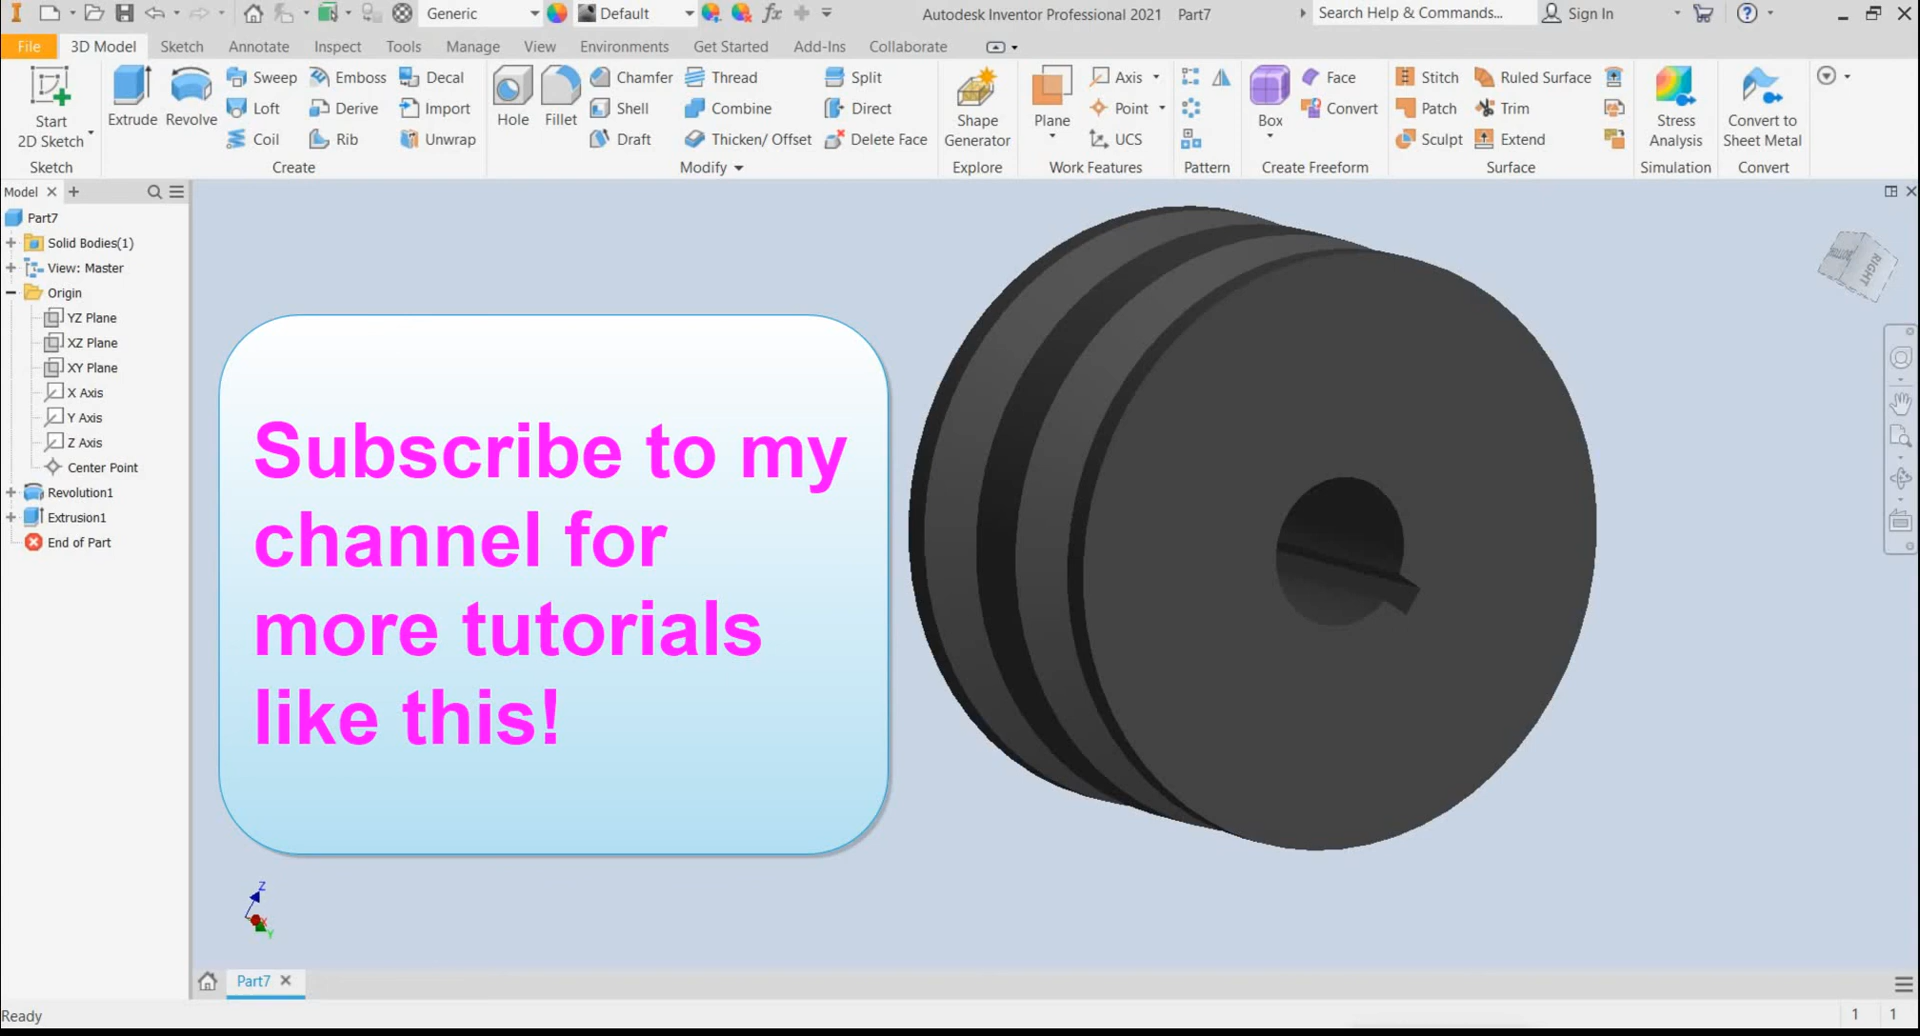 Generic
Default
Autodesk Inventor Professional 2021 Part7
Search Help & Commands...
Sign In
File
3D Model
Sketch
Annotate
Inspect
Tools
Manage
View
Environments
Get Started
Add-Ins
Collaborate
Start
2D Sketch
Sketch
Extrude
Revolve
Sweep
Emboss
Decal
Loft
Derive
Import
Coil
Rib
Unwrap
Create
Hole
Fillet
Chamfer
Thread
Split
Shell
Combine
Direct
Draft
Thicken/ Offset
Delete Face
Modify
Shape
Generator
Explore
Plane
Axis
Point
UCS
Work Features
Pattern
Box
Face
Convert
Create Freeform
Stitch
Ruled Surface
Patch
Trim
Sculpt
Extend
Surface
Stress
Analysis
Simulation
Convert to
Sheet Metal
Convert
Model
Part7
Solid Bodies(1)
View: Master
Origin
YZ Plane
XZ Plane
XY Plane
X Axis
Y Axis
Z Axis
Center Point
Revolution1
Extrusion1
End of Part
Subscribe to my
channel for
more tutorials
like this!
RIGHT
Z
Y
Part7
Ready
1 1